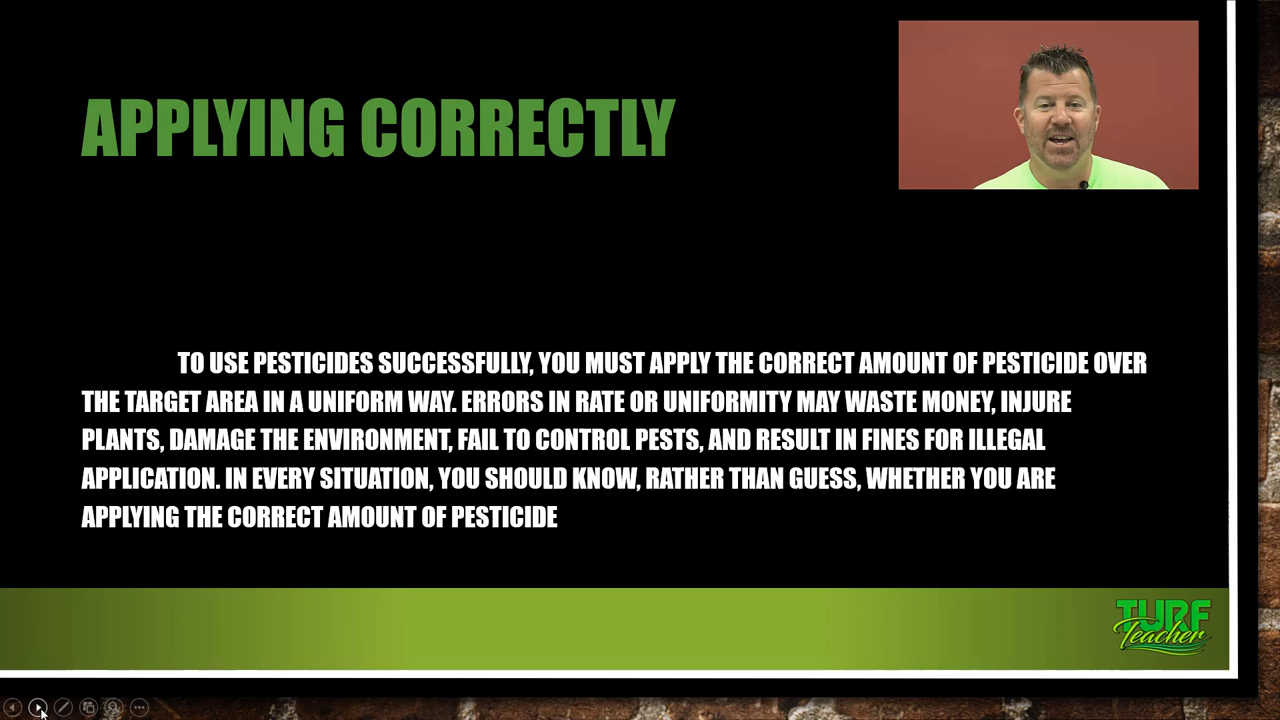 APPLYING CORRECTLY
TO USE PESTICIDES SUCCESSFULLY, YOU MUST APPLY THE CORRECT AMOUNT OF PESTICIDE OVER
THE TARGET AREA IN A UNIFORM WAY. ERRORS IN RATE OR UNIFORMITY MAY WASTE MONEY, INJURE
PLANTS, DAMAGE THE ENVIRONMENT, FAIL TO CONTROL PESTS, AND RESULT IN FINES FOR ILLEGAL
APPLICATION. IN EVERY SITUATION, YOU SHOULD KNOW, RATHER THAN GUESS, WHETHER YOU ARE
APPLYING THE CORRECT AMOUNT OF PESTICIDE
TURF
Teacher